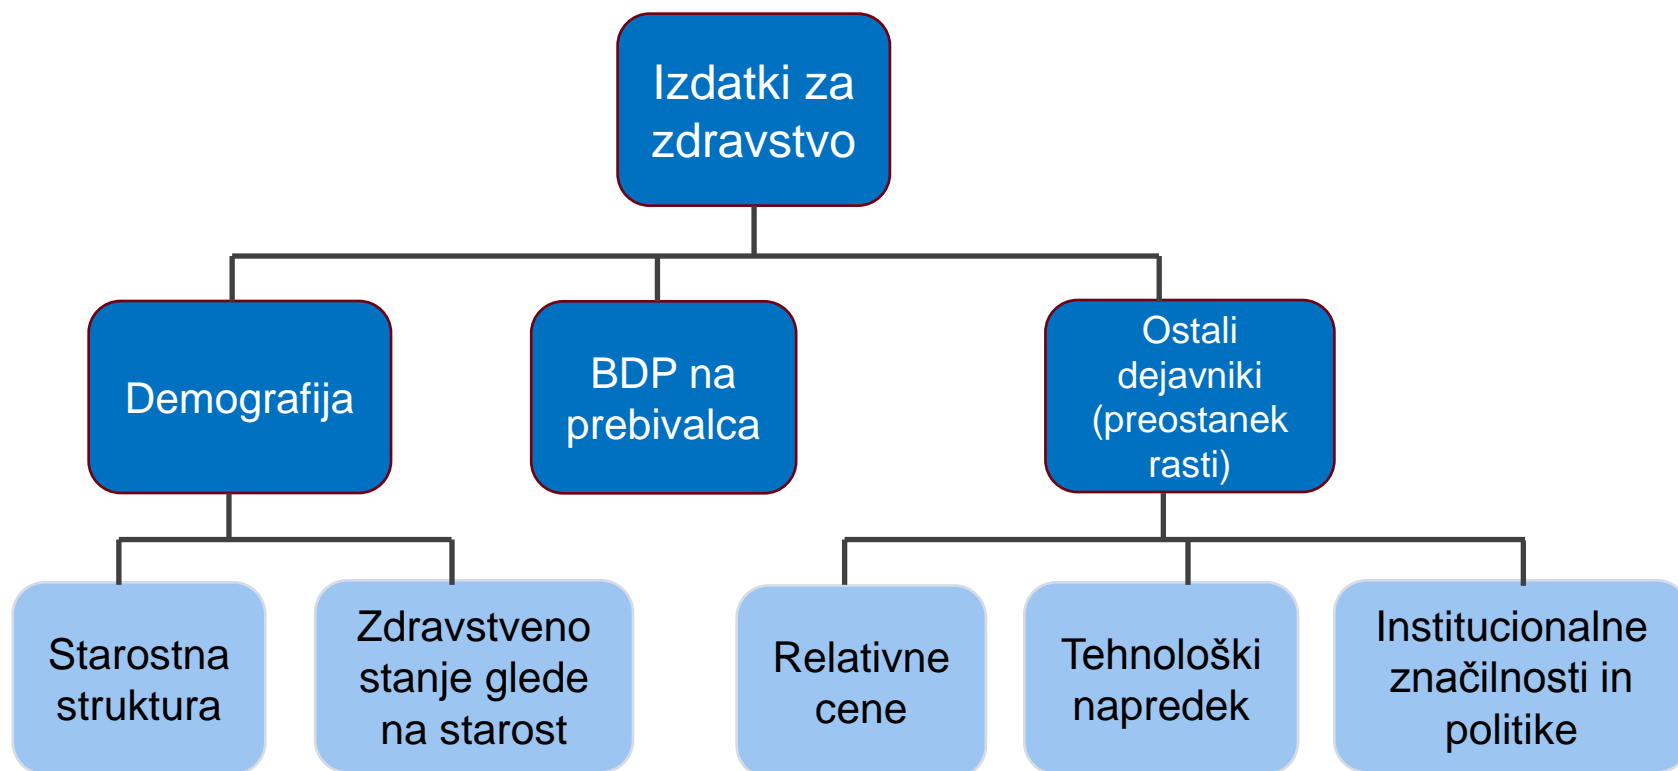 Izdatki za
zdravstvo
Demografija
BDP na
prebivalca
Ostali
dejavniki
(preostanek
rasti)
Starostna
struktura
Zdravstveno
stanje glede
na starost
Relativne
cene
Tehnološki
napredek
Institucionalne
značilnosti in
politike